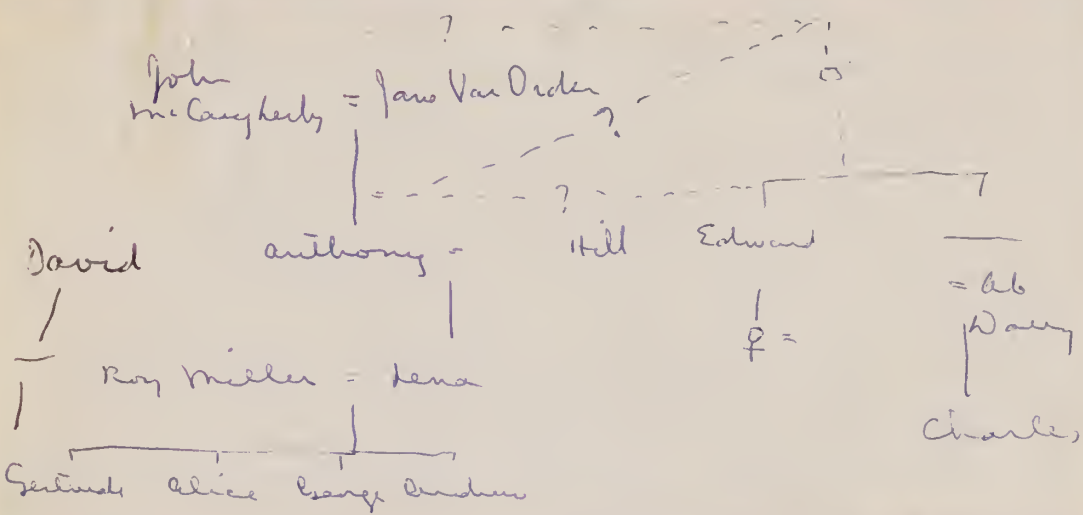 ?
John
McCaugherty = Jane Van Orden
?
= ?
David Anthony = Hill Edward
= Ab
♀ =
Roy Miller = Lena
Charles
Gertrude Alice George Andrew